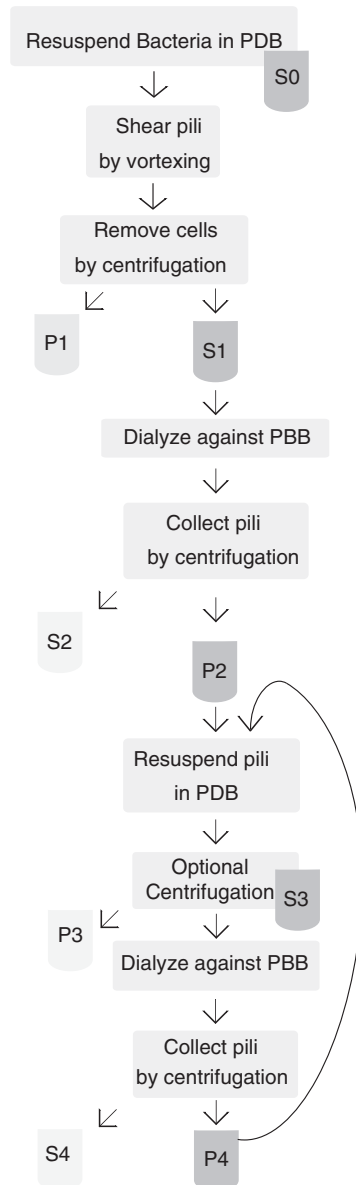 Resuspend Bacteria in PDB
S0
Shear pili
by vortexing
Remove cells
by centrifugation
P1
S1
Dialyze against PBB
Collect pili
by centrifugation
S2
P2
Resuspend pili
in PDB
Optional
Centrifugation
S3
P3
Dialyze against PBB
Collect pili
by centrifugation
S4
P4